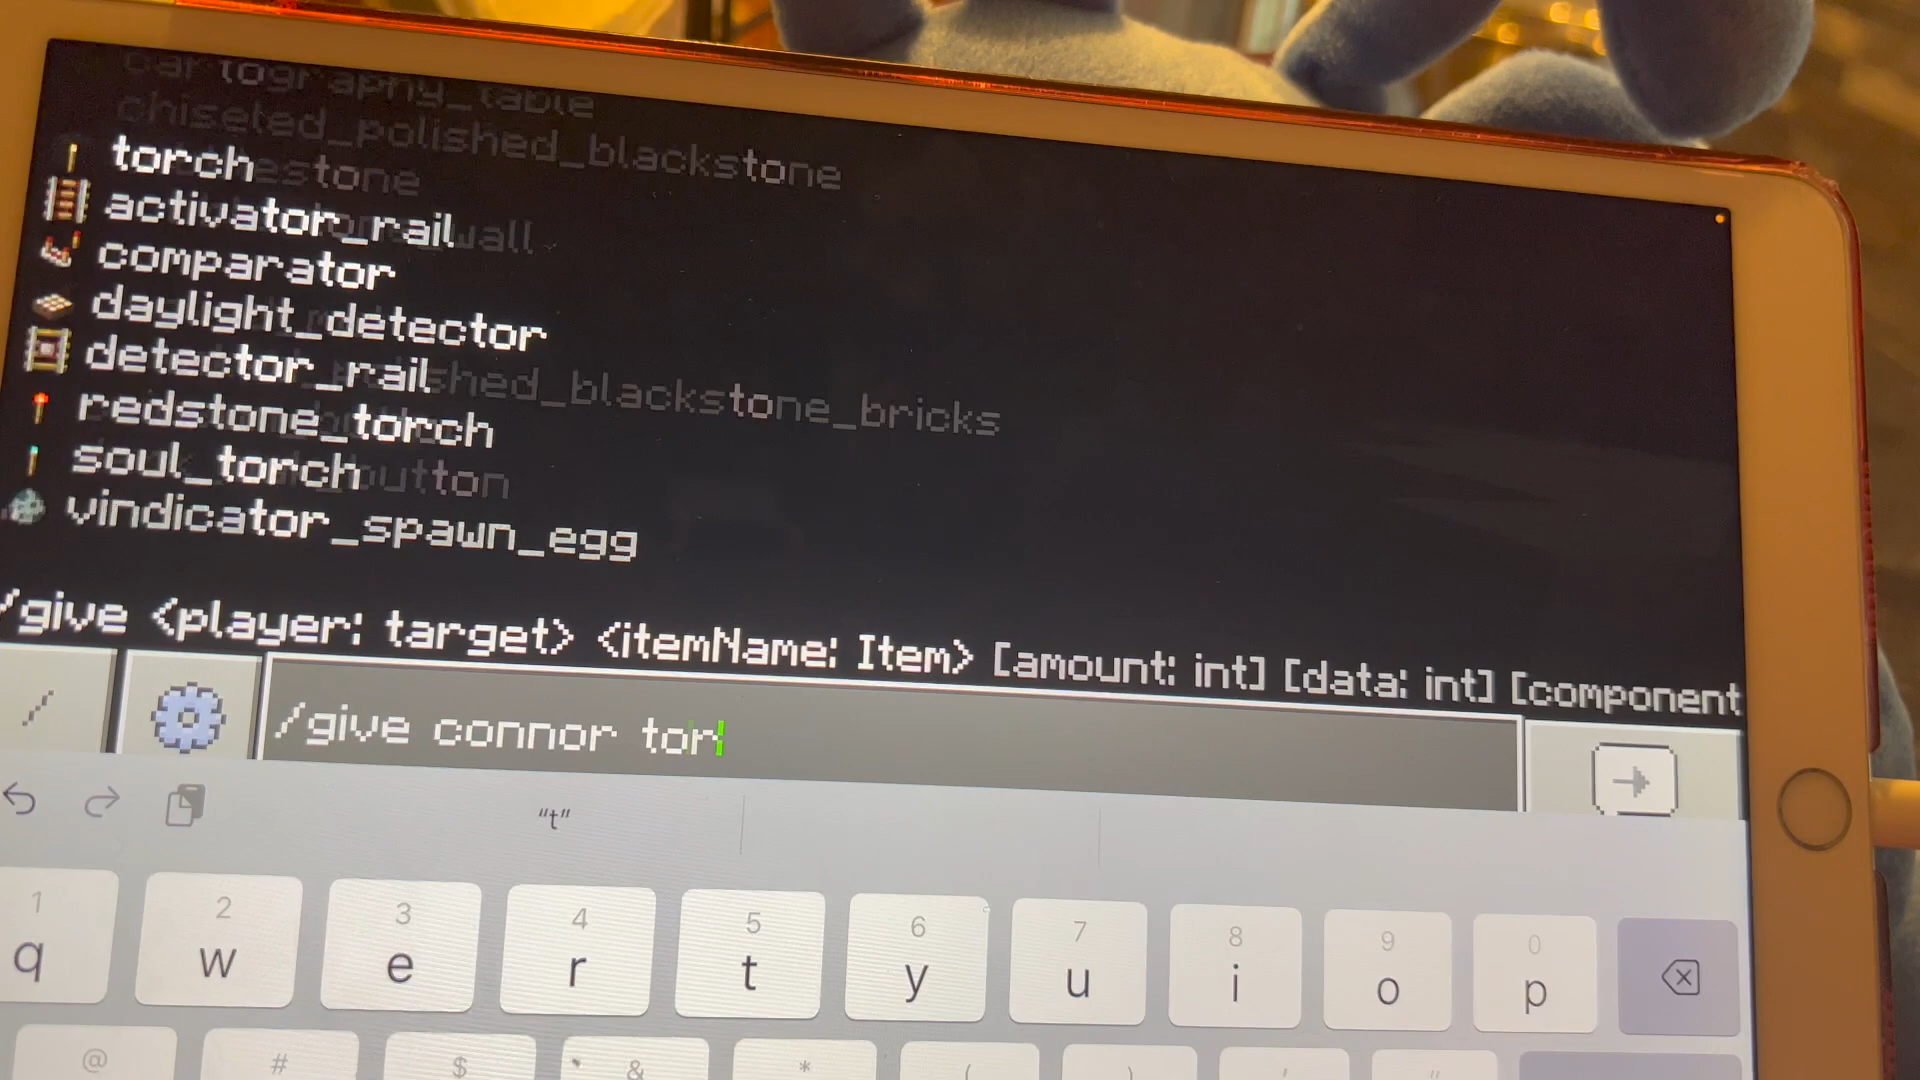 cartography_table
chiseled_polished_blackstone
torch
activator_rail
comparator
daylight_detector
detector_rail
redstone_torch
soul_torch
vindicator_spawn_egg
/give <player: target> <itemName: Item> [amount: int] [data: int] [component
/
/give connor tor
"t"
1 2 3 4 5 6 7 8 9 0
q w e r t y u i o p
@ # $ & * ( ) ' "